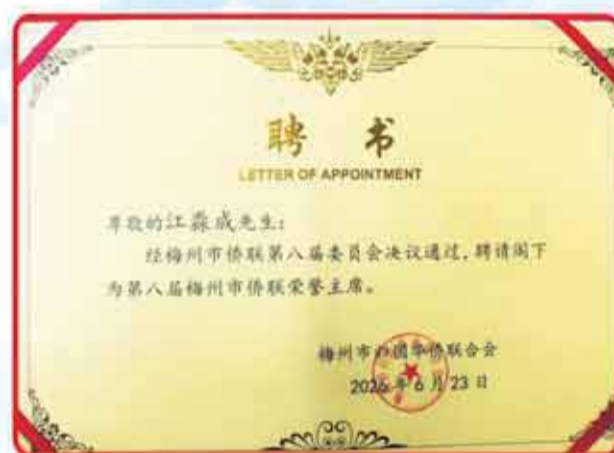 聘 书
LETTER OF APPOINTMENT
尊敬的江淼成先生:
经梅州市侨联第八届委员会决议通过,聘请阁下
为第八届梅州市侨联荣誉主席。
梅州市归国华侨联合会
2026年6月23日